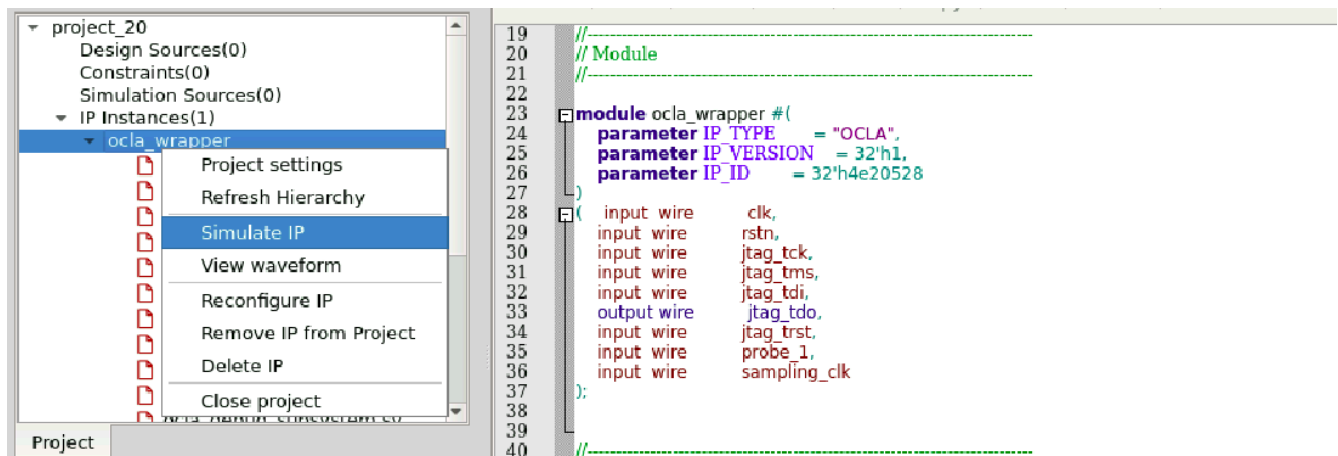 project_20
Design Sources(0)
Constraints(0)
Simulation Sources(0)
IP Instances(1)
ocla_wrapper
Project settings
Refresh Hierarchy
Simulate IP
View waveform
Reconfigure IP
Remove IP from Project
Delete IP
Close project
ocla_debug_subsystem.sv
Project
19 //------------------------------------------------------------------------------
20 // Module
21 //------------------------------------------------------------------------------
22
23 module ocla_wrapper #(
24 parameter IP_TYPE = "OCLA",
25 parameter IP_VERSION = 32'h1,
26 parameter IP_ID = 32'h4e20528
27 )
28 ( input wire clk,
29 input wire rstn,
30 input wire jtag_tck,
31 input wire jtag_tms,
32 input wire jtag_tdi,
33 output wire jtag_tdo,
34 input wire jtag_trst,
35 input wire probe_1,
36 input wire sampling_clk
37 );
38
39
40 //------------------------------------------------------------------------------